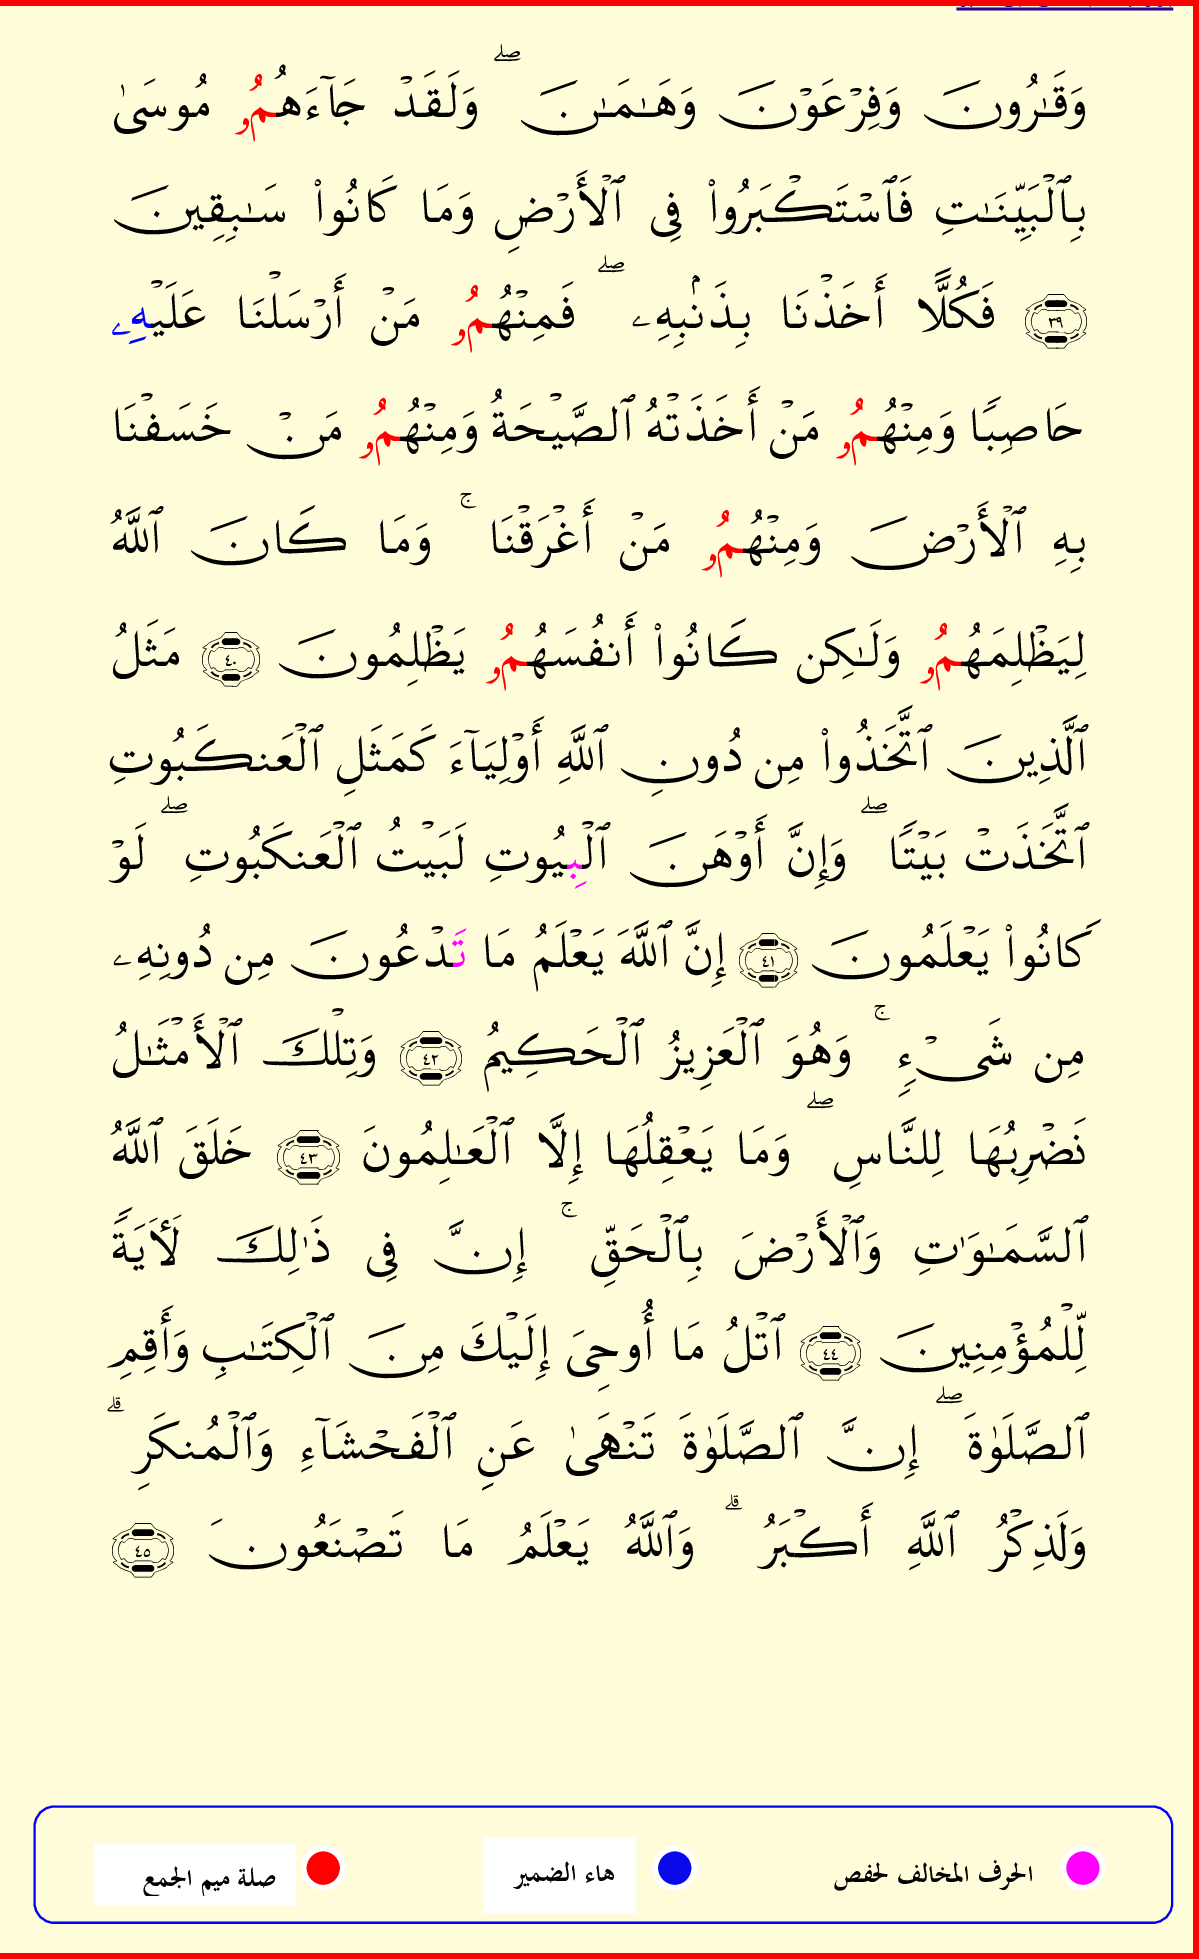 وَقَٰرُونَ وَفِرْعَوْنَ وَهَٰمَٰنَ ۖ وَلَقَدْ جَآءَهُمُۥ مُوسَىٰ
بِٱلْبَيِّنَٰتِ فَٱسْتَكْبَرُوا۟ فِى ٱلْأَرْضِ وَمَا كَانُوا۟ سَٰبِقِينَ
٣٩ فَكُلًّا أَخَذْنَا بِذَنۢبِهِۦ ۖ فَمِنْهُمُۥ مَنْ أَرْسَلْنَا عَلَيْهِۦ
حَاصِبًا وَمِنْهُمُۥ مَنْ أَخَذَتْهُ ٱلصَّيْحَةُ وَمِنْهُمُۥ مَنْ خَسَفْنَا
بِهِ ٱلْأَرْضَ وَمِنْهُمُۥ مَنْ أَغْرَقْنَا ۚ وَمَا كَانَ ٱللَّهُ
لِيَظْلِمَهُمُۥ وَلَٰكِن كَانُوا۟ أَنفُسَهُمُۥ يَظْلِمُونَ ٤٠ مَثَلُ
ٱلَّذِينَ ٱتَّخَذُوا۟ مِن دُونِ ٱللَّهِ أَوْلِيَآءَ كَمَثَلِ ٱلْعَنكَبُوتِ
ٱتَّخَذَتْ بَيْتًا ۖ وَإِنَّ أَوْهَنَ ٱلْبِيُوتِ لَبَيْتُ ٱلْعَنكَبُوتِ ۖ لَوْ
كَانُوا۟ يَعْلَمُونَ ٤١ إِنَّ ٱللَّهَ يَعْلَمُ مَا تَدْعُونَ مِن دُونِهِۦ
مِن شَىْءٍ ۚ وَهُوَ ٱلْعَزِيزُ ٱلْحَكِيمُ ٤٢ وَتِلْكَ ٱلْأَمْثَٰلُ
نَضْرِبُهَا لِلنَّاسِ ۖ وَمَا يَعْقِلُهَا إِلَّا ٱلْعَٰلِمُونَ ٤٣ خَلَقَ ٱللَّهُ
ٱلسَّمَٰوَٰتِ وَٱلْأَرْضَ بِٱلْحَقِّ ۚ إِنَّ فِى ذَٰلِكَ لَأٓيَةً
لِّلْمُؤْمِنِينَ ٤٤ ٱتْلُ مَا أُوحِىَ إِلَيْكَ مِنَ ٱلْكِتَٰبِ وَأَقِمِ
ٱلصَّلَوٰةَ ۖ إِنَّ ٱلصَّلَوٰةَ تَنْهَىٰ عَنِ ٱلْفَحْشَآءِ وَٱلْمُنكَرِ ۗ
وَلَذِكْرُ ٱللَّهِ أَكْبَرُ ۗ وَٱللَّهُ يَعْلَمُ مَا تَصْنَعُونَ ٤٥
الحرف المخالف لحفص هاء الضمير صلة ميم الجمع